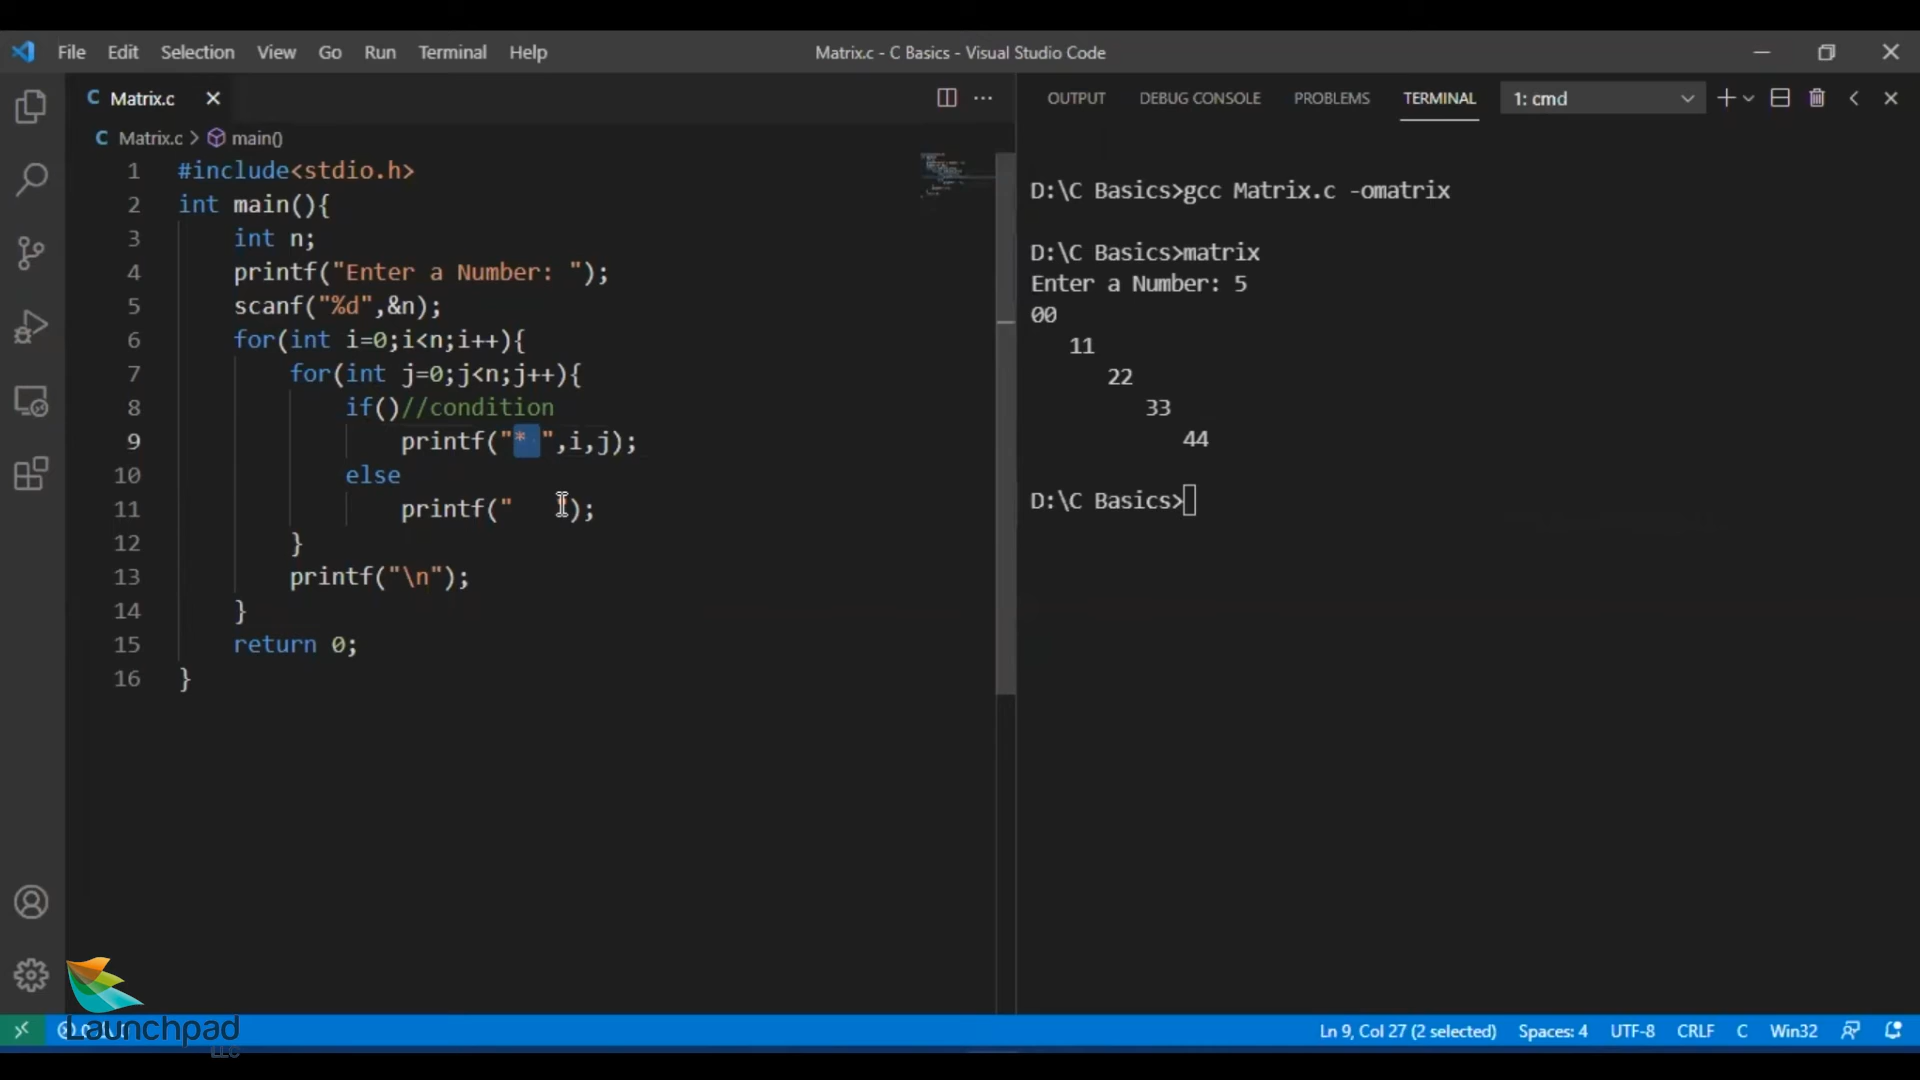 File Edit Selection View Go Run Terminal Help
Matrix.c - C Basics - Visual Studio Code
C Matrix.c
C Matrix.c > main()
1 #include<stdio.h>
2 int main(){
3 int n;
4 printf("Enter a Number: ");
5 scanf("%d",&n);
6 for(int i=0;i<n;i++){
7 for(int j=0;j<n;j++){
8 if()//condition
9 printf("* ",i,j);
10 else
11 printf("   ");
12 }
13 printf("\n");
14 }
15 return 0;
16 }
OUTPUT DEBUG CONSOLE PROBLEMS TERMINAL 1: cmd
D:\C Basics>gcc Matrix.c -omatrix
D:\C Basics>matrix
Enter a Number: 5
00
11
22
33
44
D:\C Basics>
Launchpad
LLC
Ln 9, Col 27 (2 selected) Spaces: 4 UTF-8 CRLF C Win32